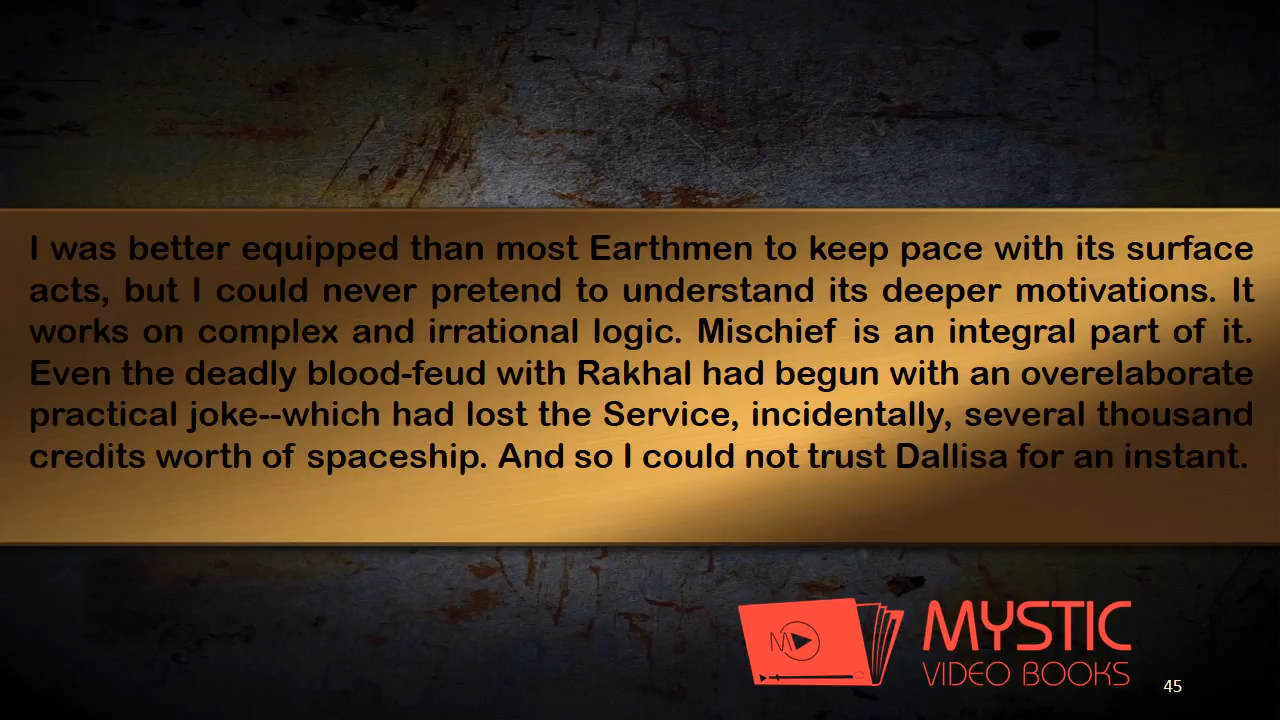 I was better equipped than most Earthmen to keep pace with its surface
acts, but I could never pretend to understand its deeper motivations. It
works on complex and irrational logic. Mischief is an integral part of it.
Even the deadly blood-feud with Rakhal had begun with an overelaborate
practical joke--which had lost the Service, incidentally, several thousand
credits worth of spaceship. And so I could not trust Dallisa for an instant.
M
MYSTIC
VIDEO BOOKS
45